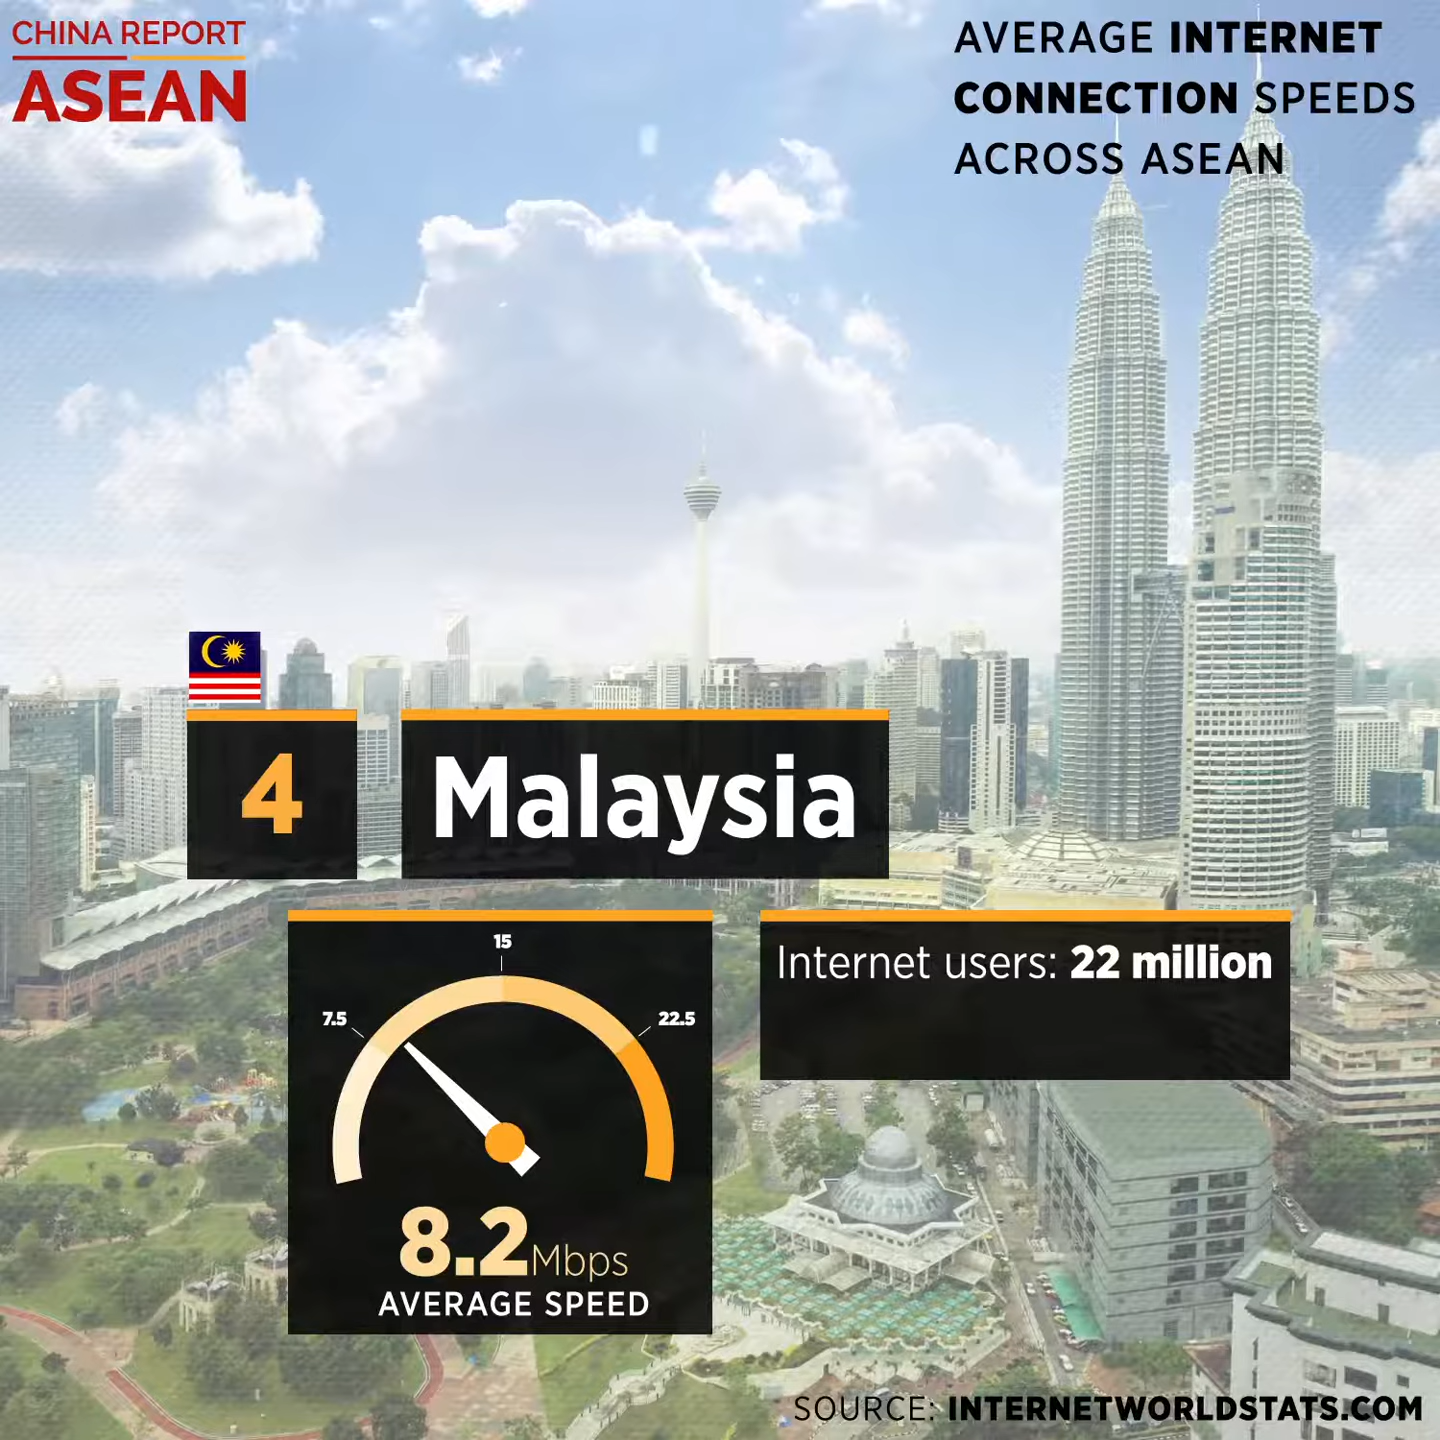 CHINA REPORT
ASEAN
AVERAGE INTERNET
CONNECTION SPEEDS
ACROSS ASEAN
4
Malaysia
15
7.5
22.5
8.2Mbps
AVERAGE SPEED
Internet users: 22 million
SOURCE: INTERNETWORLDSTATS.COM